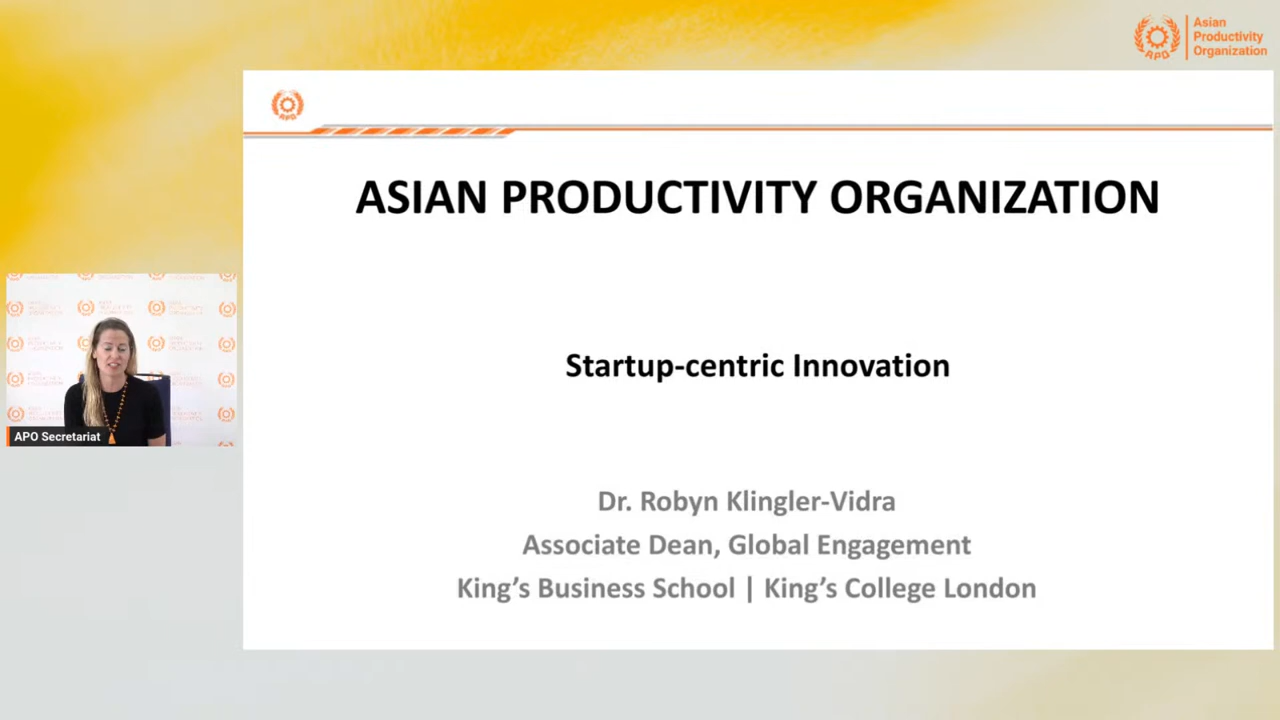 Asian
Productivity
Organization
APO
ASIAN PRODUCTIVITY ORGANIZATION
Startup-centric Innovation
APO Secretariat
Dr. Robyn Klingler-Vidra
Associate Dean, Global Engagement
King's Business School | King's College London